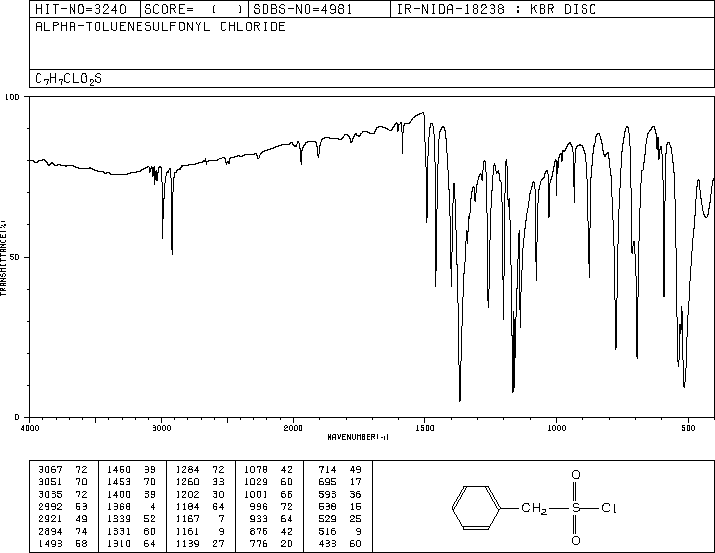 HIT-NO=3240 SCORE= ( ) SDBS-NO=4981 IR-NIDA-18238 : KBR DISC
ALPHA-TOLUENESULFONYL CHLORIDE
C7H7CLO2S
100
50
0
TRANSMITTANCE(%)
4000 3000 2000 1500 1000 500
WAVENUMBER(-1)
3067 72 1460 39 1284 72 1078 42 714 49
3051 70 1453 70 1260 33 1029 60 695 17
3035 72 1400 39 1202 30 1001 66 593 36
2992 53 1368 4 1184 64 996 72 538 15
2921 49 1339 52 1167 7 933 64 529 25
2894 74 1331 60 1161 9 876 42 516 9
1493 58 1310 64 1139 27 776 20 433 60
O
CH2 S Cl
O